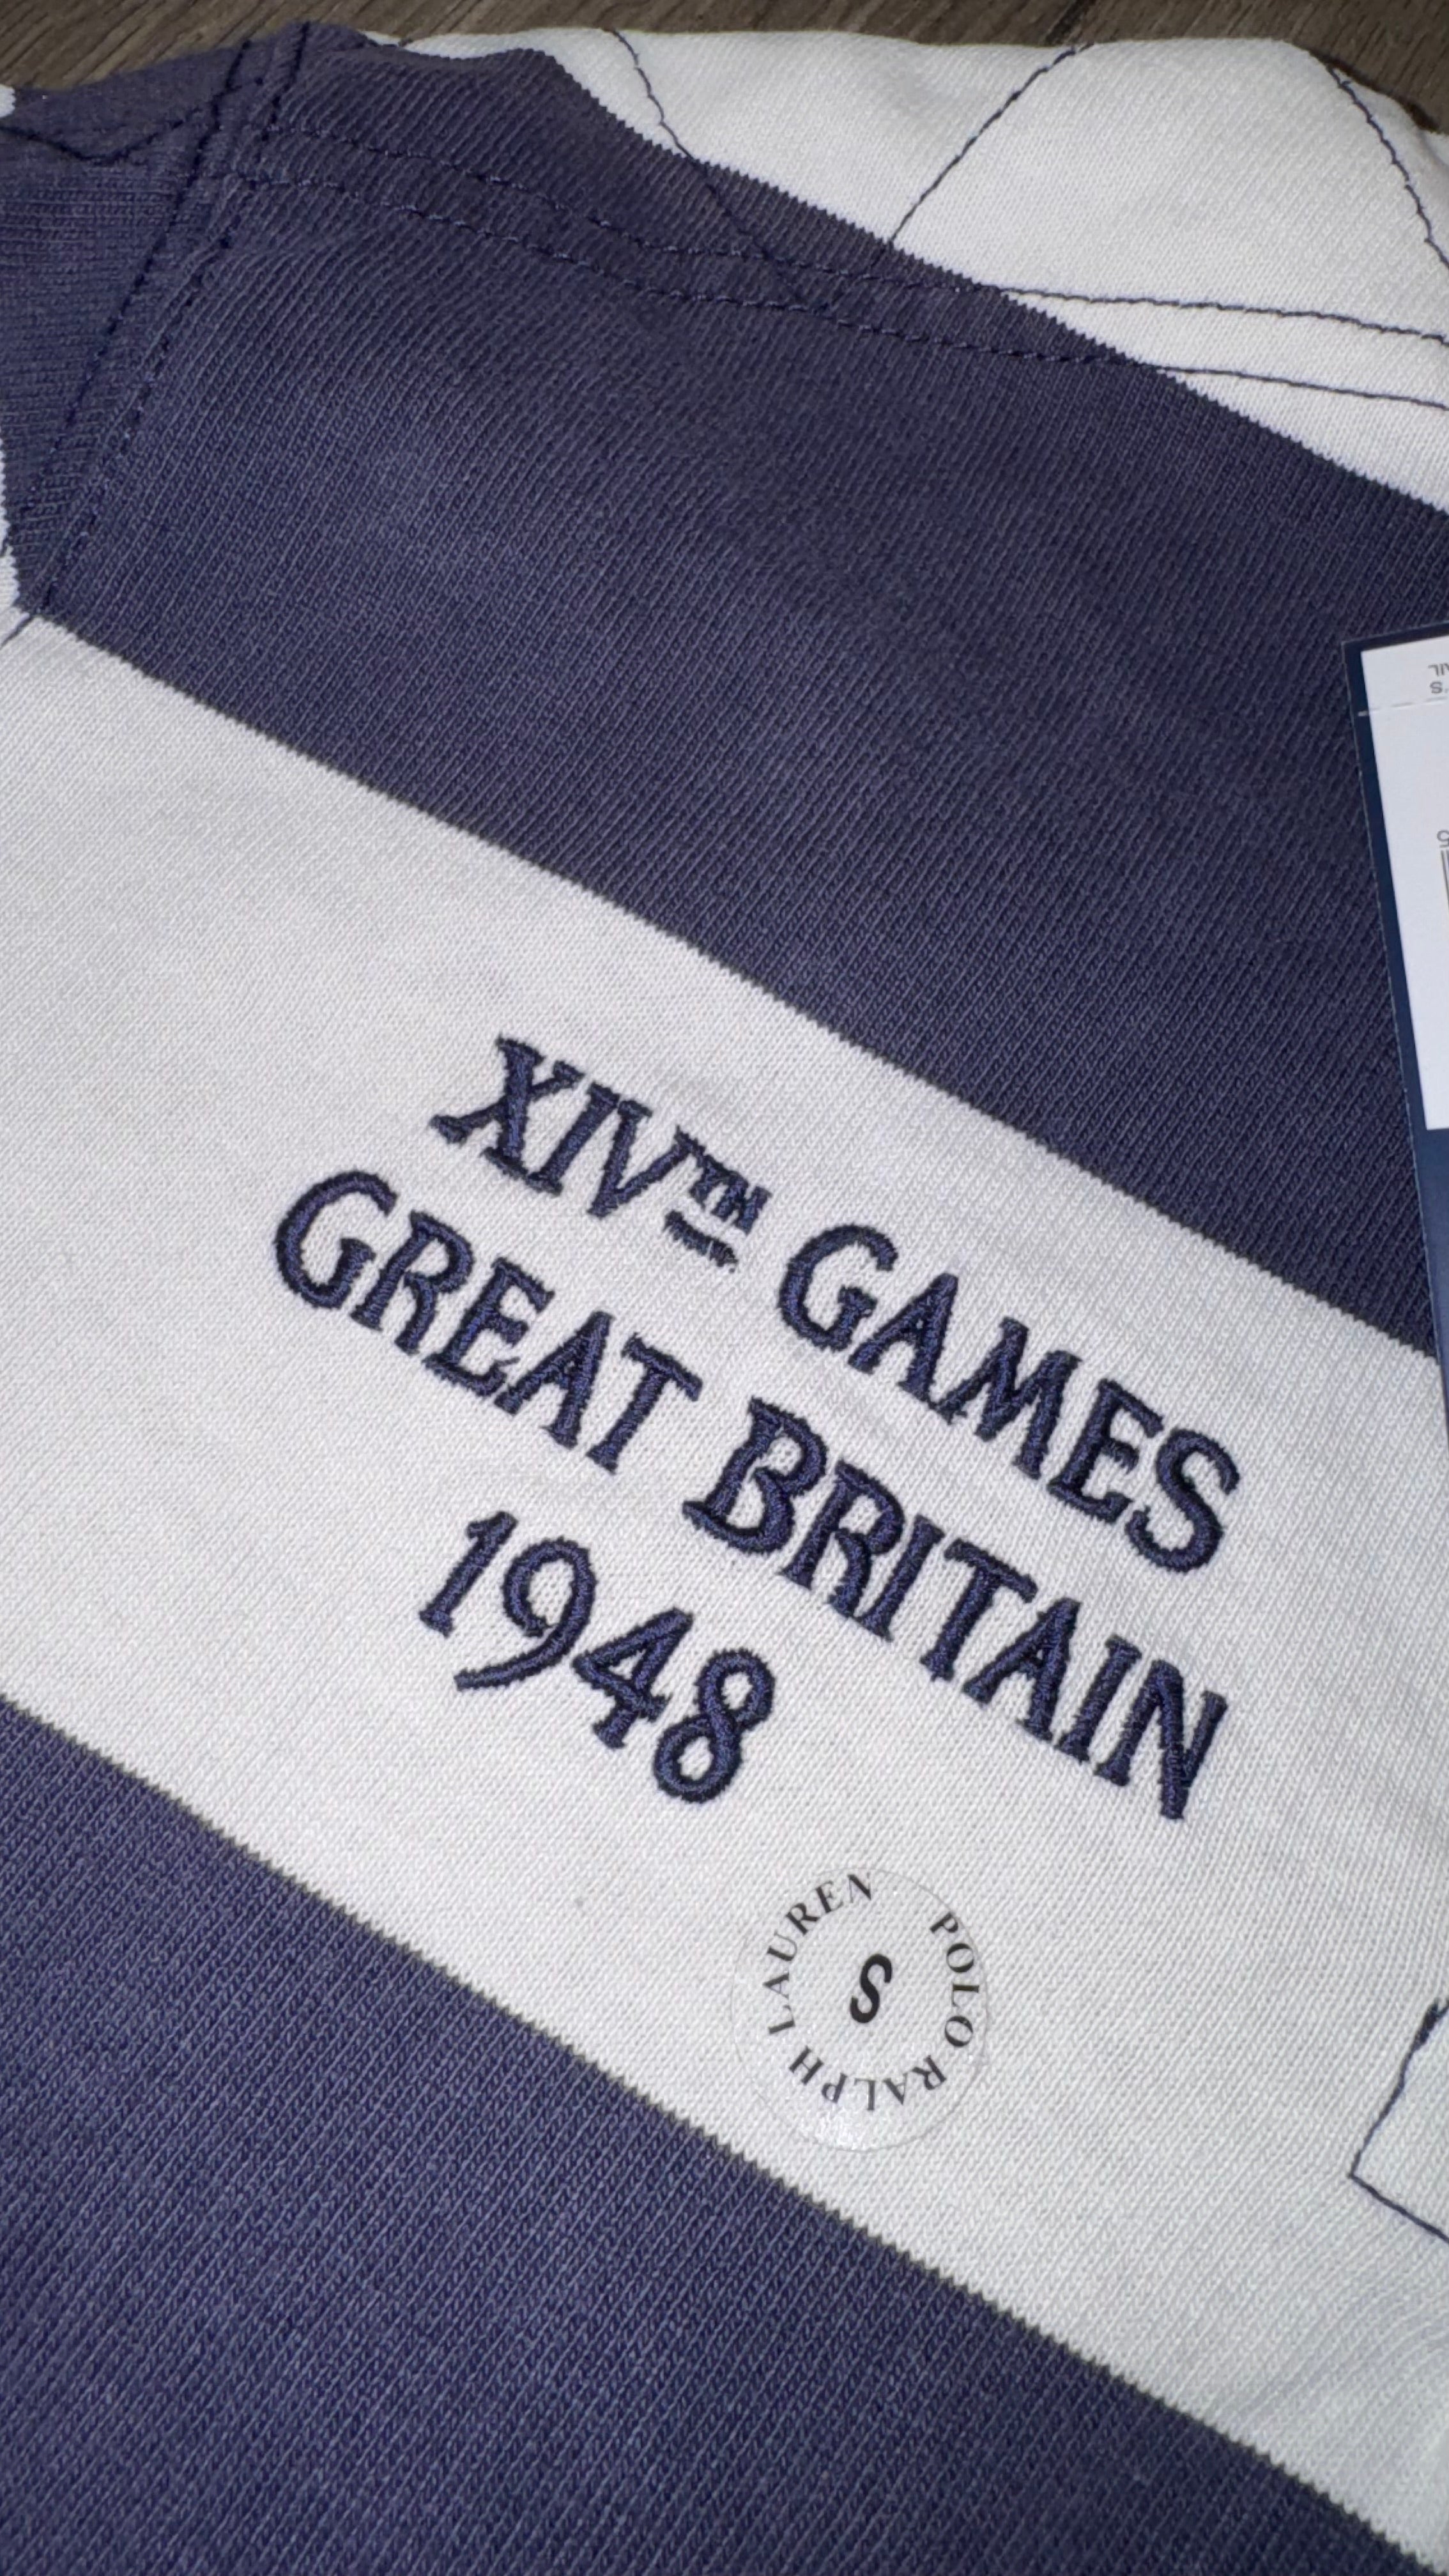 XIVTH GAMES
GREAT BRITAIN
1948
POLO RALPH LAUREN
S